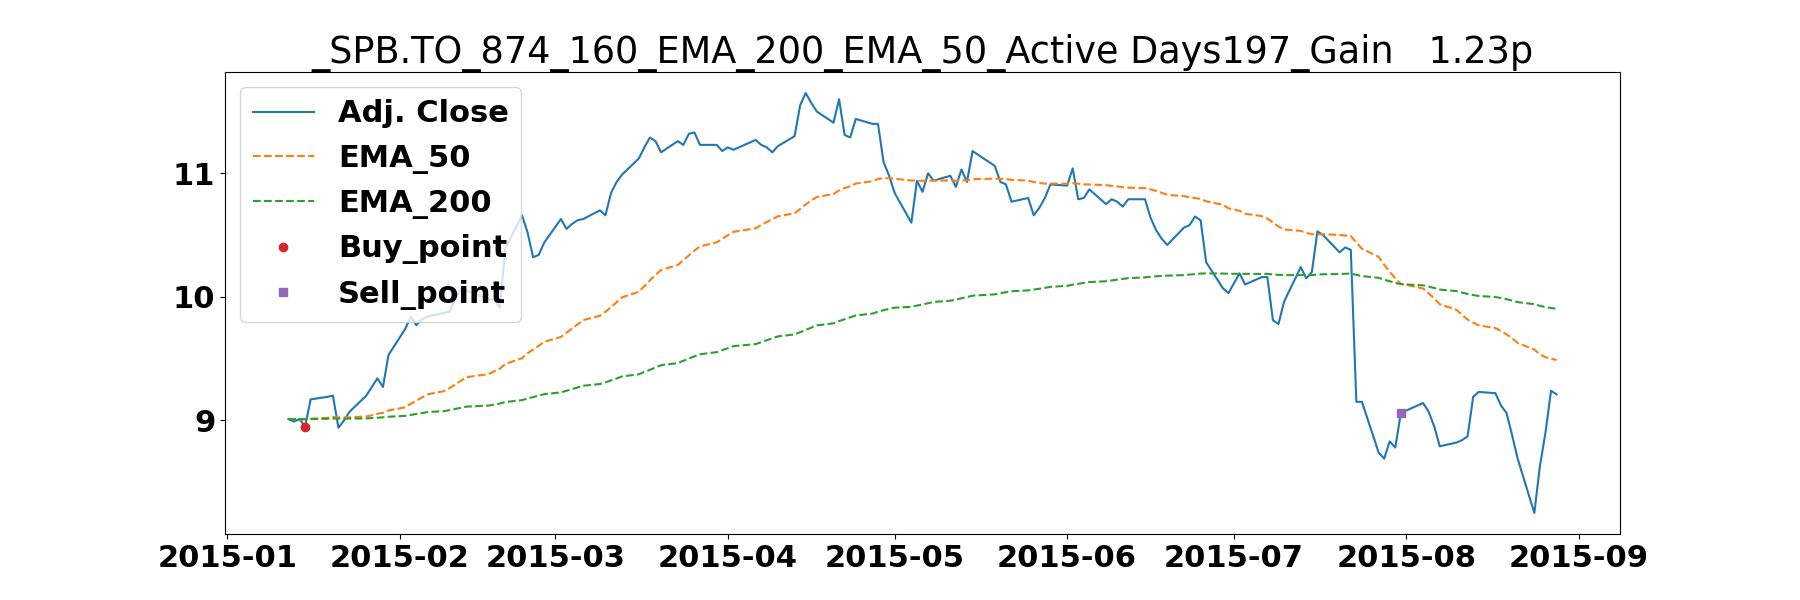 _SPB.TO_874_160_EMA_200_EMA_50_Active Days197_Gain   1.23p
Adj. Close
EMA_50
EMA_200
Buy_point
Sell_point
11
10
9
2015-01 2015-02 2015-03 2015-04 2015-05 2015-06 2015-07 2015-08 2015-09